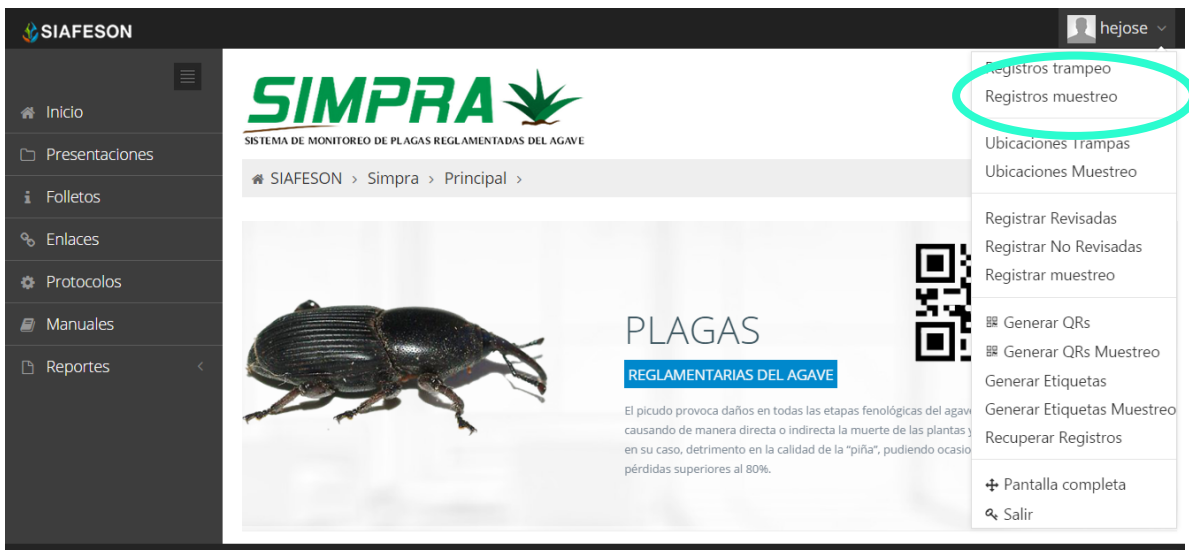 SIAFESON
hejose
Inicio
Presentaciones
Folletos
Enlaces
Protocolos
Manuales
Reportes
SIMPRA
SISTEMA DE MONITOREO DE PLAGAS REGLAMENTADAS DEL AGAVE
SIAFESON > Simpra > Principal >
PLAGAS
REGLAMENTARIAS DEL AGAVE
El picudo provoca daños en todas las etapas fenológicas del agav
causando de manera directa o indirecta la muerte de las plantas y
en su caso, detrimento en la calidad de la “piña”, pudiendo ocasio
pérdidas superiores al 80%.
Registros trampeo
Registros muestreo
Ubicaciones Trampas
Ubicaciones Muestreo
Registrar Revisadas
Registrar No Revisadas
Registrar muestreo
Generar QRs
Generar QRs Muestreo
Generar Etiquetas
Generar Etiquetas Muestreo
Recuperar Registros
Pantalla completa
Salir